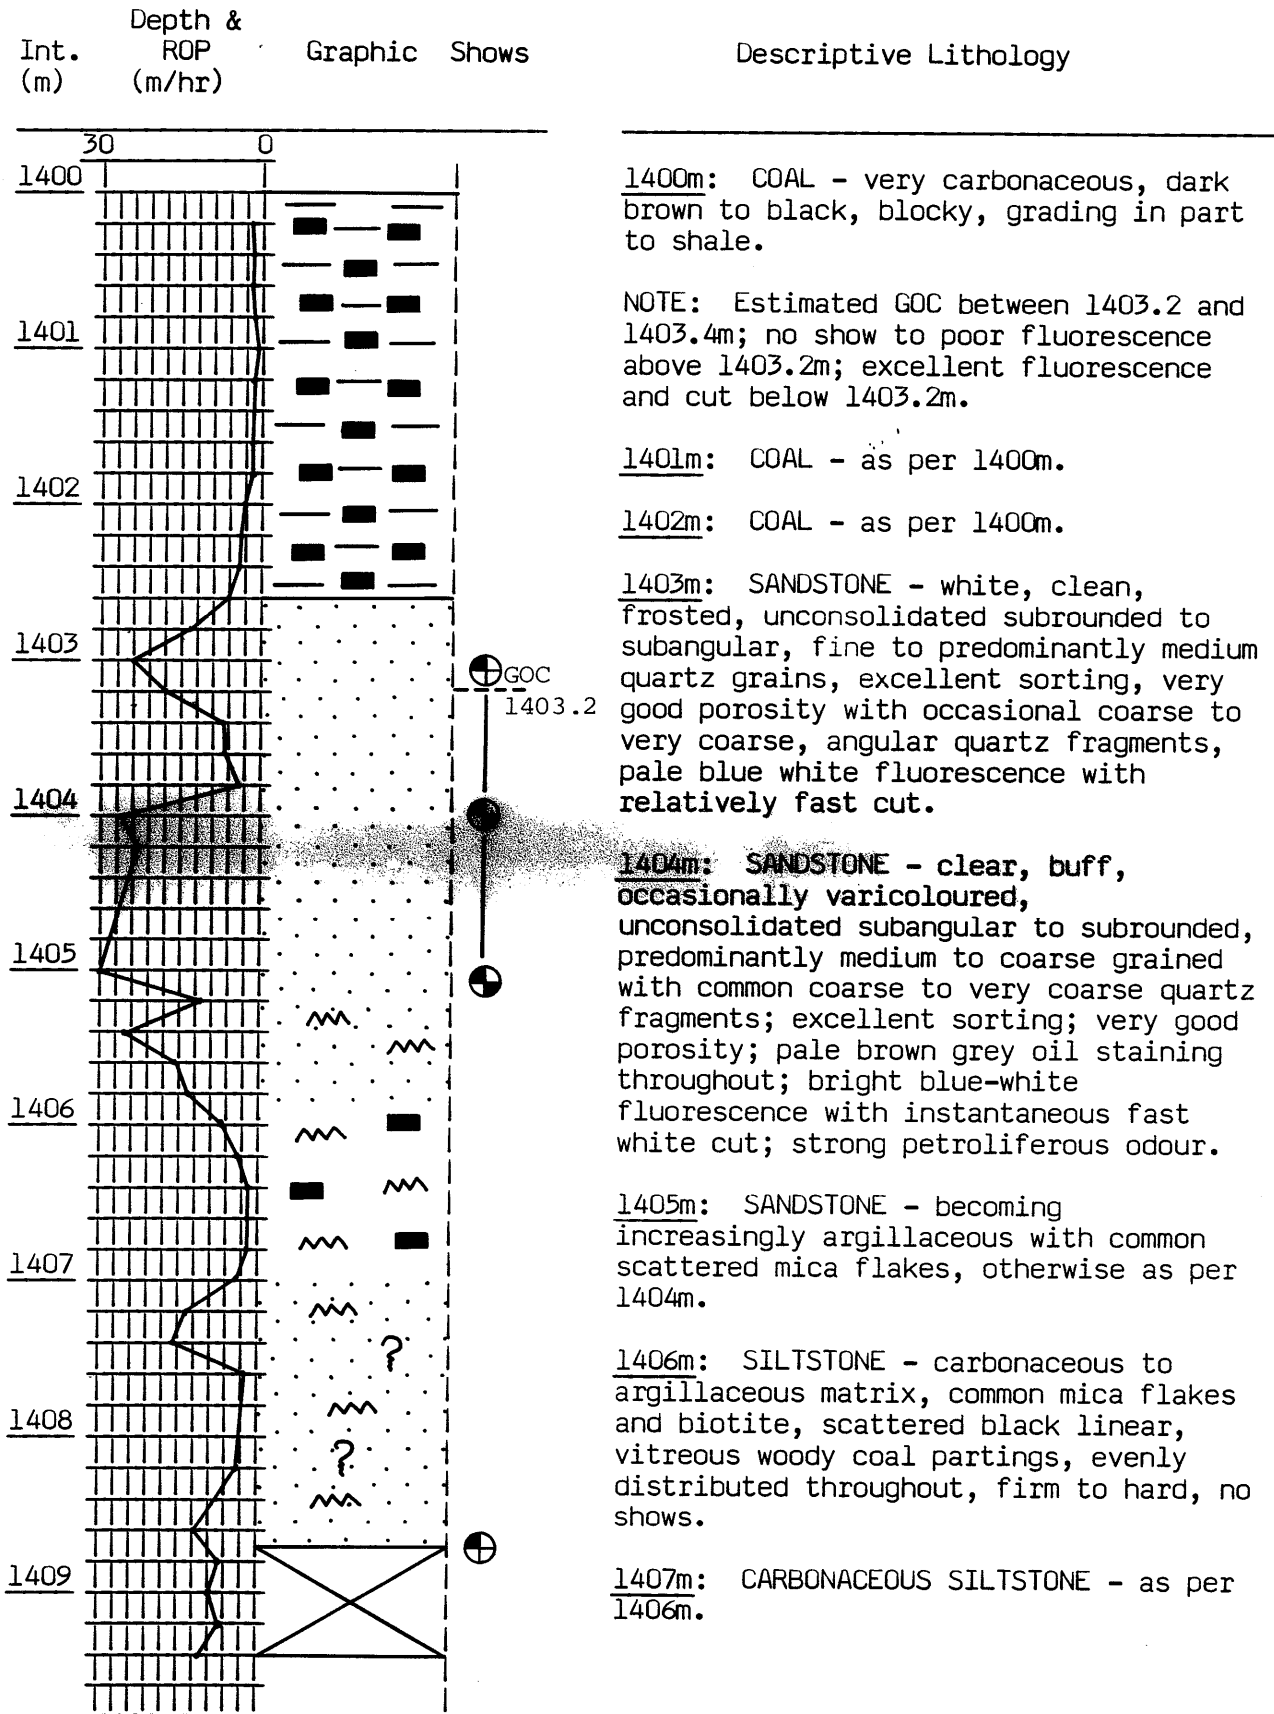 Depth &
Int. ROP Graphic Shows Descriptive Lithology
(m) (m/hr)
30 0
1400
1401
1402
1403
GOC
1403.2
1404
1405
1406
1407
?
1408
?
1409
1400m: COAL - very carbonaceous, dark
brown to black, blocky, grading in part
to shale.
NOTE: Estimated GOC between 1403.2 and
1403.4m; no show to poor fluorescence
above 1403.2m; excellent fluorescence
and cut below 1403.2m.
1401m: COAL - as per 1400m.
1402m: COAL - as per 1400m.
1403m: SANDSTONE - white, clean,
frosted, unconsolidated subrounded to
subangular, fine to predominantly medium
quartz grains, excellent sorting, very
good porosity with occasional coarse to
very coarse, angular quartz fragments,
pale blue white fluorescence with
relatively fast cut.
1404m: SANDSTONE - clear, buff,
occasionally varicoloured,
unconsolidated subangular to subrounded,
predominantly medium to coarse grained
with common coarse to very coarse quartz
fragments; excellent sorting; very good
porosity; pale brown grey oil staining
throughout; bright blue-white
fluorescence with instantaneous fast
white cut; strong petroliferous odour.
1405m: SANDSTONE - becoming
increasingly argillaceous with common
scattered mica flakes, otherwise as per
1404m.
1406m: SILTSTONE - carbonaceous to
argillaceous matrix, common mica flakes
and biotite, scattered black linear,
vitreous woody coal partings, evenly
distributed throughout, firm to hard, no
shows.
1407m: CARBONACEOUS SILTSTONE - as per
1406m.